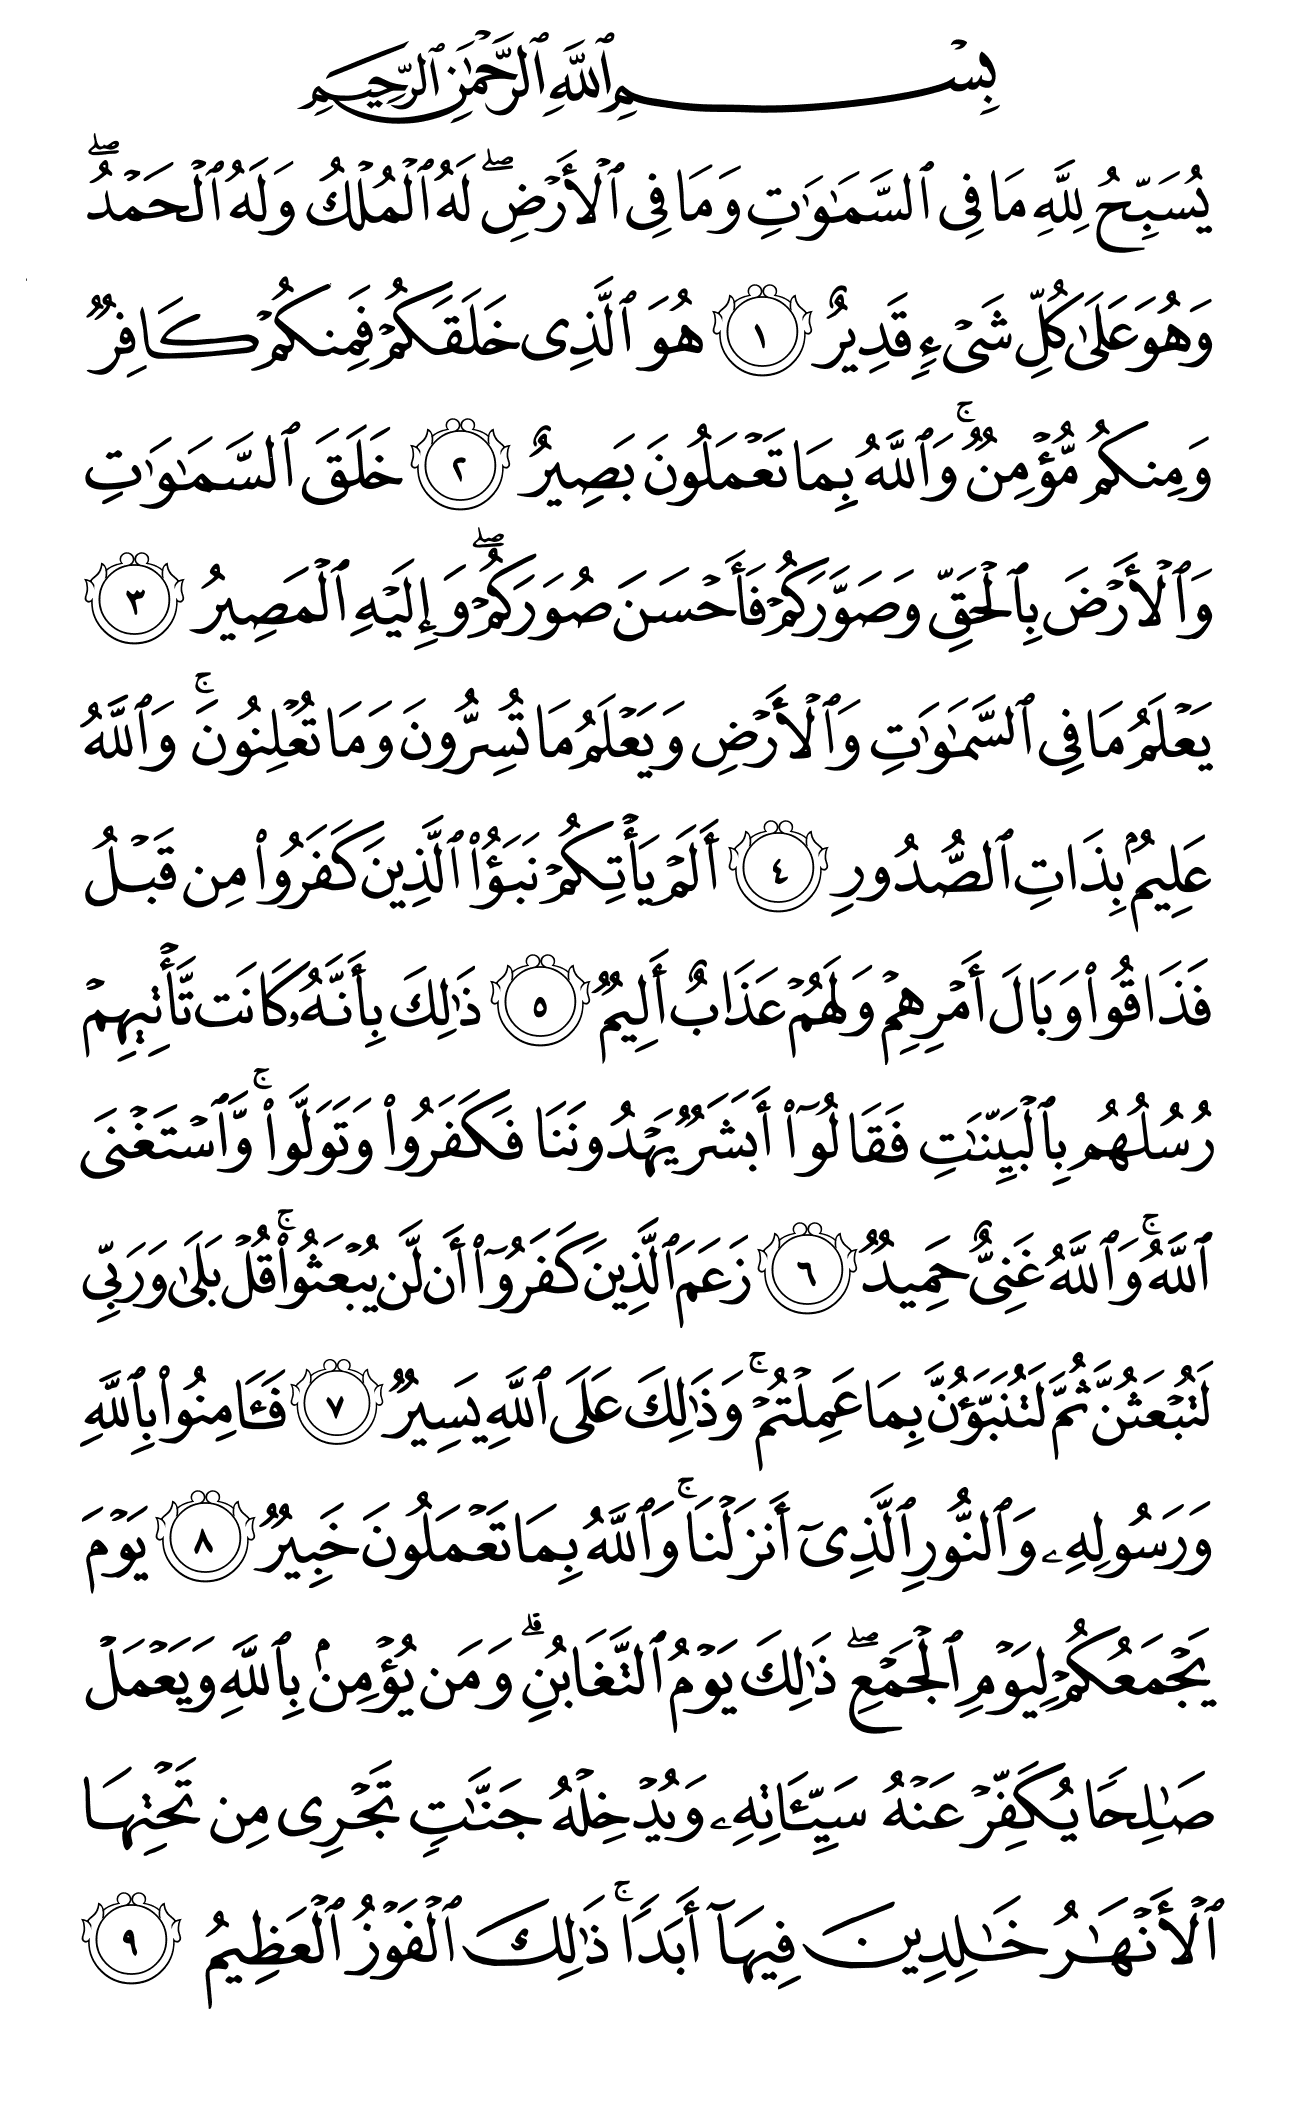 بِسْمِ ٱللَّهِ ٱلرَّحْمَٰنِ ٱلرَّحِيمِ
يُسَبِّحُ لِلَّهِ مَا فِى ٱلسَّمَٰوَٰتِ وَمَا فِى ٱلْأَرْضِ ۖ لَهُ ٱلْمُلْكُ وَلَهُ ٱلْحَمْدُ ۖ
وَهُوَ عَلَىٰ كُلِّ شَىْءٍ قَدِيرٌ ١ هُوَ ٱلَّذِى خَلَقَكُمْ فَمِنكُمْ كَافِرٌ
وَمِنكُم مُّؤْمِنٌ ۚ وَٱللَّهُ بِمَا تَعْمَلُونَ بَصِيرٌ ٢ خَلَقَ ٱلسَّمَٰوَٰتِ
وَٱلْأَرْضَ بِٱلْحَقِّ وَصَوَّرَكُمْ فَأَحْسَنَ صُوَرَكُمْ ۖ وَإِلَيْهِ ٱلْمَصِيرُ ٣
يَعْلَمُ مَا فِى ٱلسَّمَٰوَٰتِ وَٱلْأَرْضِ وَيَعْلَمُ مَا تُسِرُّونَ وَمَا تُعْلِنُونَ ۚ وَٱللَّهُ
عَلِيمٌۢ بِذَاتِ ٱلصُّدُورِ ٤ أَلَمْ يَأْتِكُمْ نَبَؤُا۟ ٱلَّذِينَ كَفَرُوا۟ مِن قَبْلُ
فَذَاقُوا۟ وَبَالَ أَمْرِهِمْ وَلَهُمْ عَذَابٌ أَلِيمٌ ٥ ذَٰلِكَ بِأَنَّهُۥ كَانَت تَّأْتِيهِمْ
رُسُلُهُم بِٱلْبَيِّنَٰتِ فَقَالُوٓا۟ أَبَشَرٌ يَهْدُونَنَا فَكَفَرُوا۟ وَتَوَلَّوا۟ ۚ وَّٱسْتَغْنَى
ٱللَّهُ ۚ وَٱللَّهُ غَنِىٌّ حَمِيدٌ ٦ زَعَمَ ٱلَّذِينَ كَفَرُوٓا۟ أَن لَّن يُبْعَثُوا۟ ۚ قُلْ بَلَىٰ وَرَبِّى
لَتُبْعَثُنَّ ثُمَّ لَتُنَبَّؤُنَّ بِمَا عَمِلْتُمْ ۚ وَذَٰلِكَ عَلَى ٱللَّهِ يَسِيرٌ ٧ فَـَٔامِنُوا۟ بِٱللَّهِ
وَرَسُولِهِۦ وَٱلنُّورِ ٱلَّذِىٓ أَنزَلْنَا ۚ وَٱللَّهُ بِمَا تَعْمَلُونَ خَبِيرٌ ٨ يَوْمَ
يَجْمَعُكُمْ لِيَوْمِ ٱلْجَمْعِ ۖ ذَٰلِكَ يَوْمُ ٱلتَّغَابُنِ ۗ وَمَن يُؤْمِنۢ بِٱللَّهِ وَيَعْمَلْ
صَٰلِحًا يُكَفِّرْ عَنْهُ سَيِّـَٔاتِهِۦ وَيُدْخِلْهُ جَنَّٰتٍ تَجْرِى مِن تَحْتِهَا
ٱلْأَنْهَٰرُ خَٰلِدِينَ فِيهَآ أَبَدًا ۚ ذَٰلِكَ ٱلْفَوْزُ ٱلْعَظِيمُ ٩